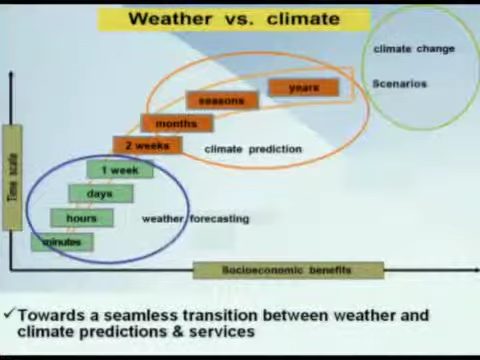 Weather vs. climate
climate change
Scenarios
years
seasons
months
2 weeks
climate prediction
1 week
days
hours
weather forecasting
minutes
Time scale
Socioeconomic benefits
✓Towards a seamless transition between weather and
climate predictions & services